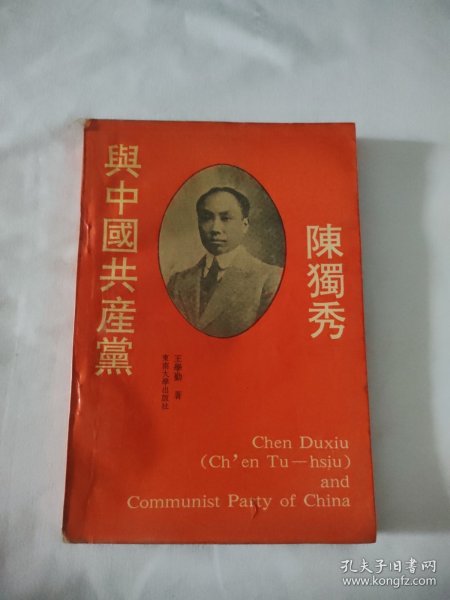 陳獨秀
與中國共産黨
王學勤 著
東南大學出版社
Chen Duxiu
(Ch'en Tu—hsiu)
and
Communist Party of China
孔夫子旧书网
www.kongfz.com